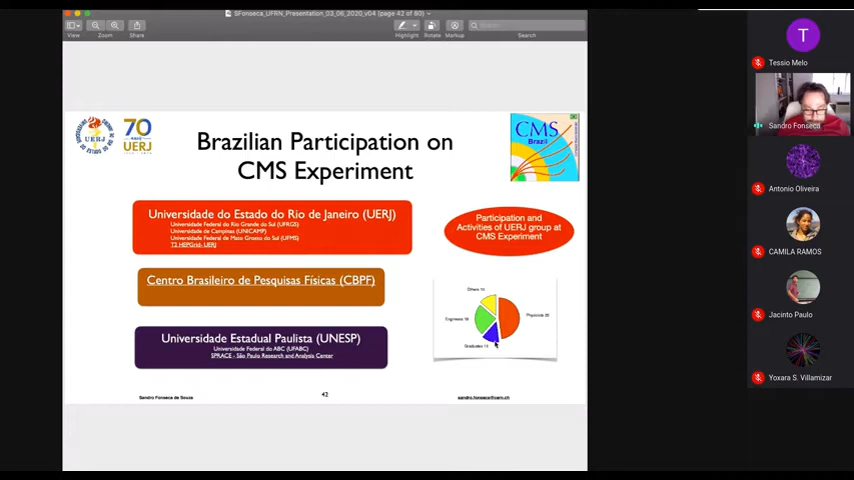 SFonseca_UFRN_Presentation_03_06_2020_v04 (page 42 of 80)
View
Zoom
Share
Highlight
Rotate
Markup
Search
Search
UERJ
70
anos
UERJ
Brazilian Participation on
CMS Experiment
CMS
Brazil
Universidade do Estado do Rio de Janeiro (UERJ)
Universidade Federal do Rio Grande do Sul (UFRGS)
Universidade de Campinas (UNICAMP)
Universidade Federal de Mato Grosso do Sul (UFMS)
T2 HEPGrid- UERJ
Participation and
Activities of UERJ group at
CMS Experiment
Centro Brasileiro de Pesquisas Físicas (CBPF)
Universidade Estadual Paulista (UNESP)
Universidade Federal do ABC (UFABC)
SPRACE - São Paulo Research and Analysis Center
Sandro Fonseca de Souza
42
sandro.fonseca@cern.ch
T
Tessio Melo
Sandro Fonseca
Antonio Oliveira
CAMILA RAMOS
Jacinto Paulo
Yoxara S. Villamizar